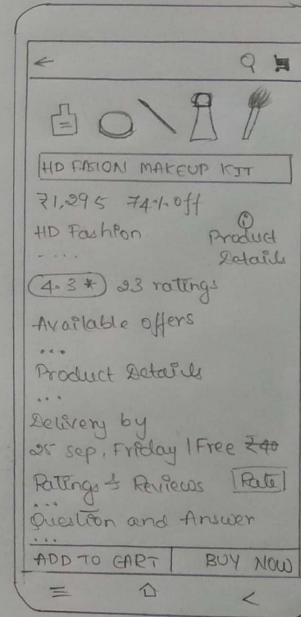 HD FASION MAKEUP KIT
₹1,295 74% off
HD Fashion
i
Product
Details
....
4.3* 23 ratings
Available offers
...
Product Details
...
Delivery by
25 sep, Friday | Free ₹40
Ratings & Reviews Rate
...
Question and Answer
...
ADD TO CART BUY NOW